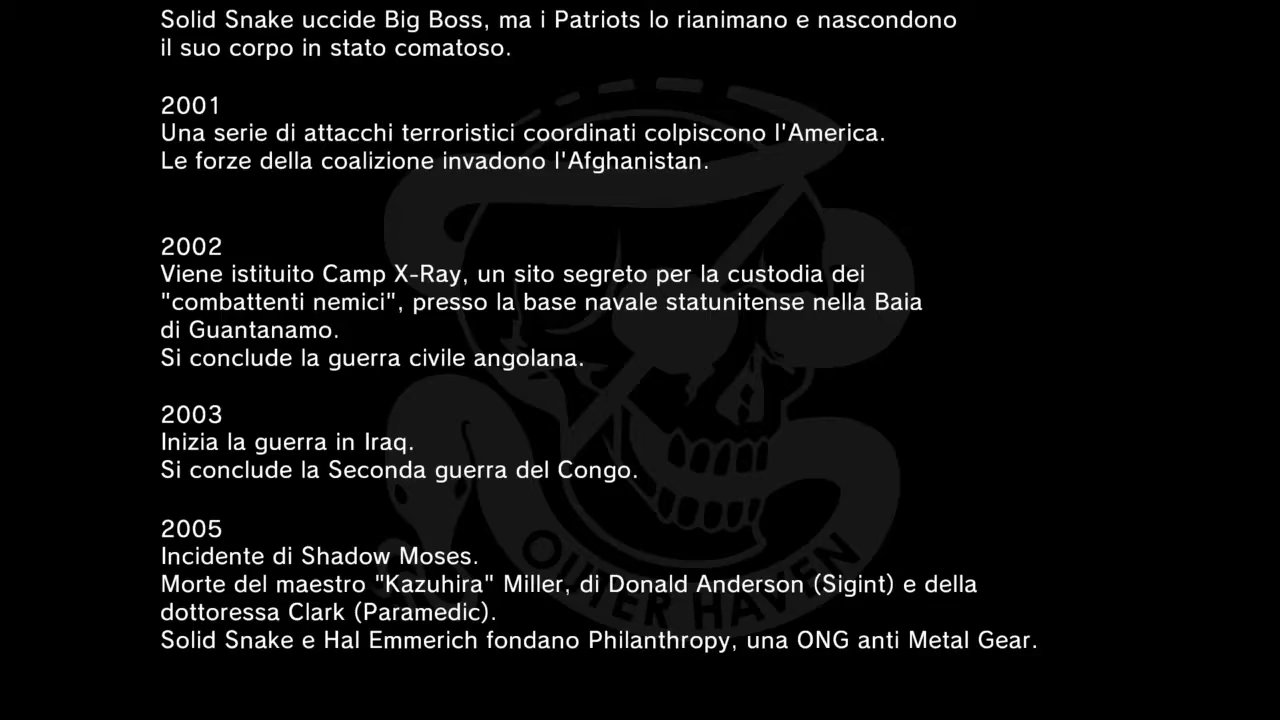 Solid Snake uccide Big Boss, ma i Patriots lo rianimano e nascondono
il suo corpo in stato comatoso.
2001
Una serie di attacchi terroristici coordinati colpiscono l'America.
Le forze della coalizione invadono l'Afghanistan.
2002
Viene istituito Camp X-Ray, un sito segreto per la custodia dei
"combattenti nemici", presso la base navale statunitense nella Baia
di Guantanamo.
Si conclude la guerra civile angolana.
2003
Inizia la guerra in Iraq.
Si conclude la Seconda guerra del Congo.
2005
Incidente di Shadow Moses.
Morte del maestro "Kazuhira" Miller, di Donald Anderson (Sigint) e della
dottoressa Clark (Paramedic).
Solid Snake e Hal Emmerich fondano Philanthropy, una ONG anti Metal Gear.
OUTER HAVEN